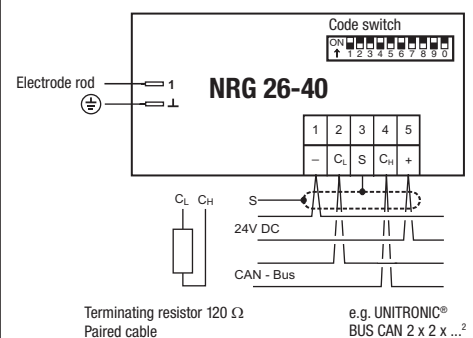 Code switch
ON
↑ 1 2 3 4 5 6 7 8 9 0
Electrode rod
1
⊥
NRG 26-40
1 2 3 4 5
– CL S CH +
CL CH
S
24V DC
CAN - Bus
Terminating resistor 120 Ω
Paired cable
e.g. UNITRONIC®
BUS CAN 2 x 2 x ...²